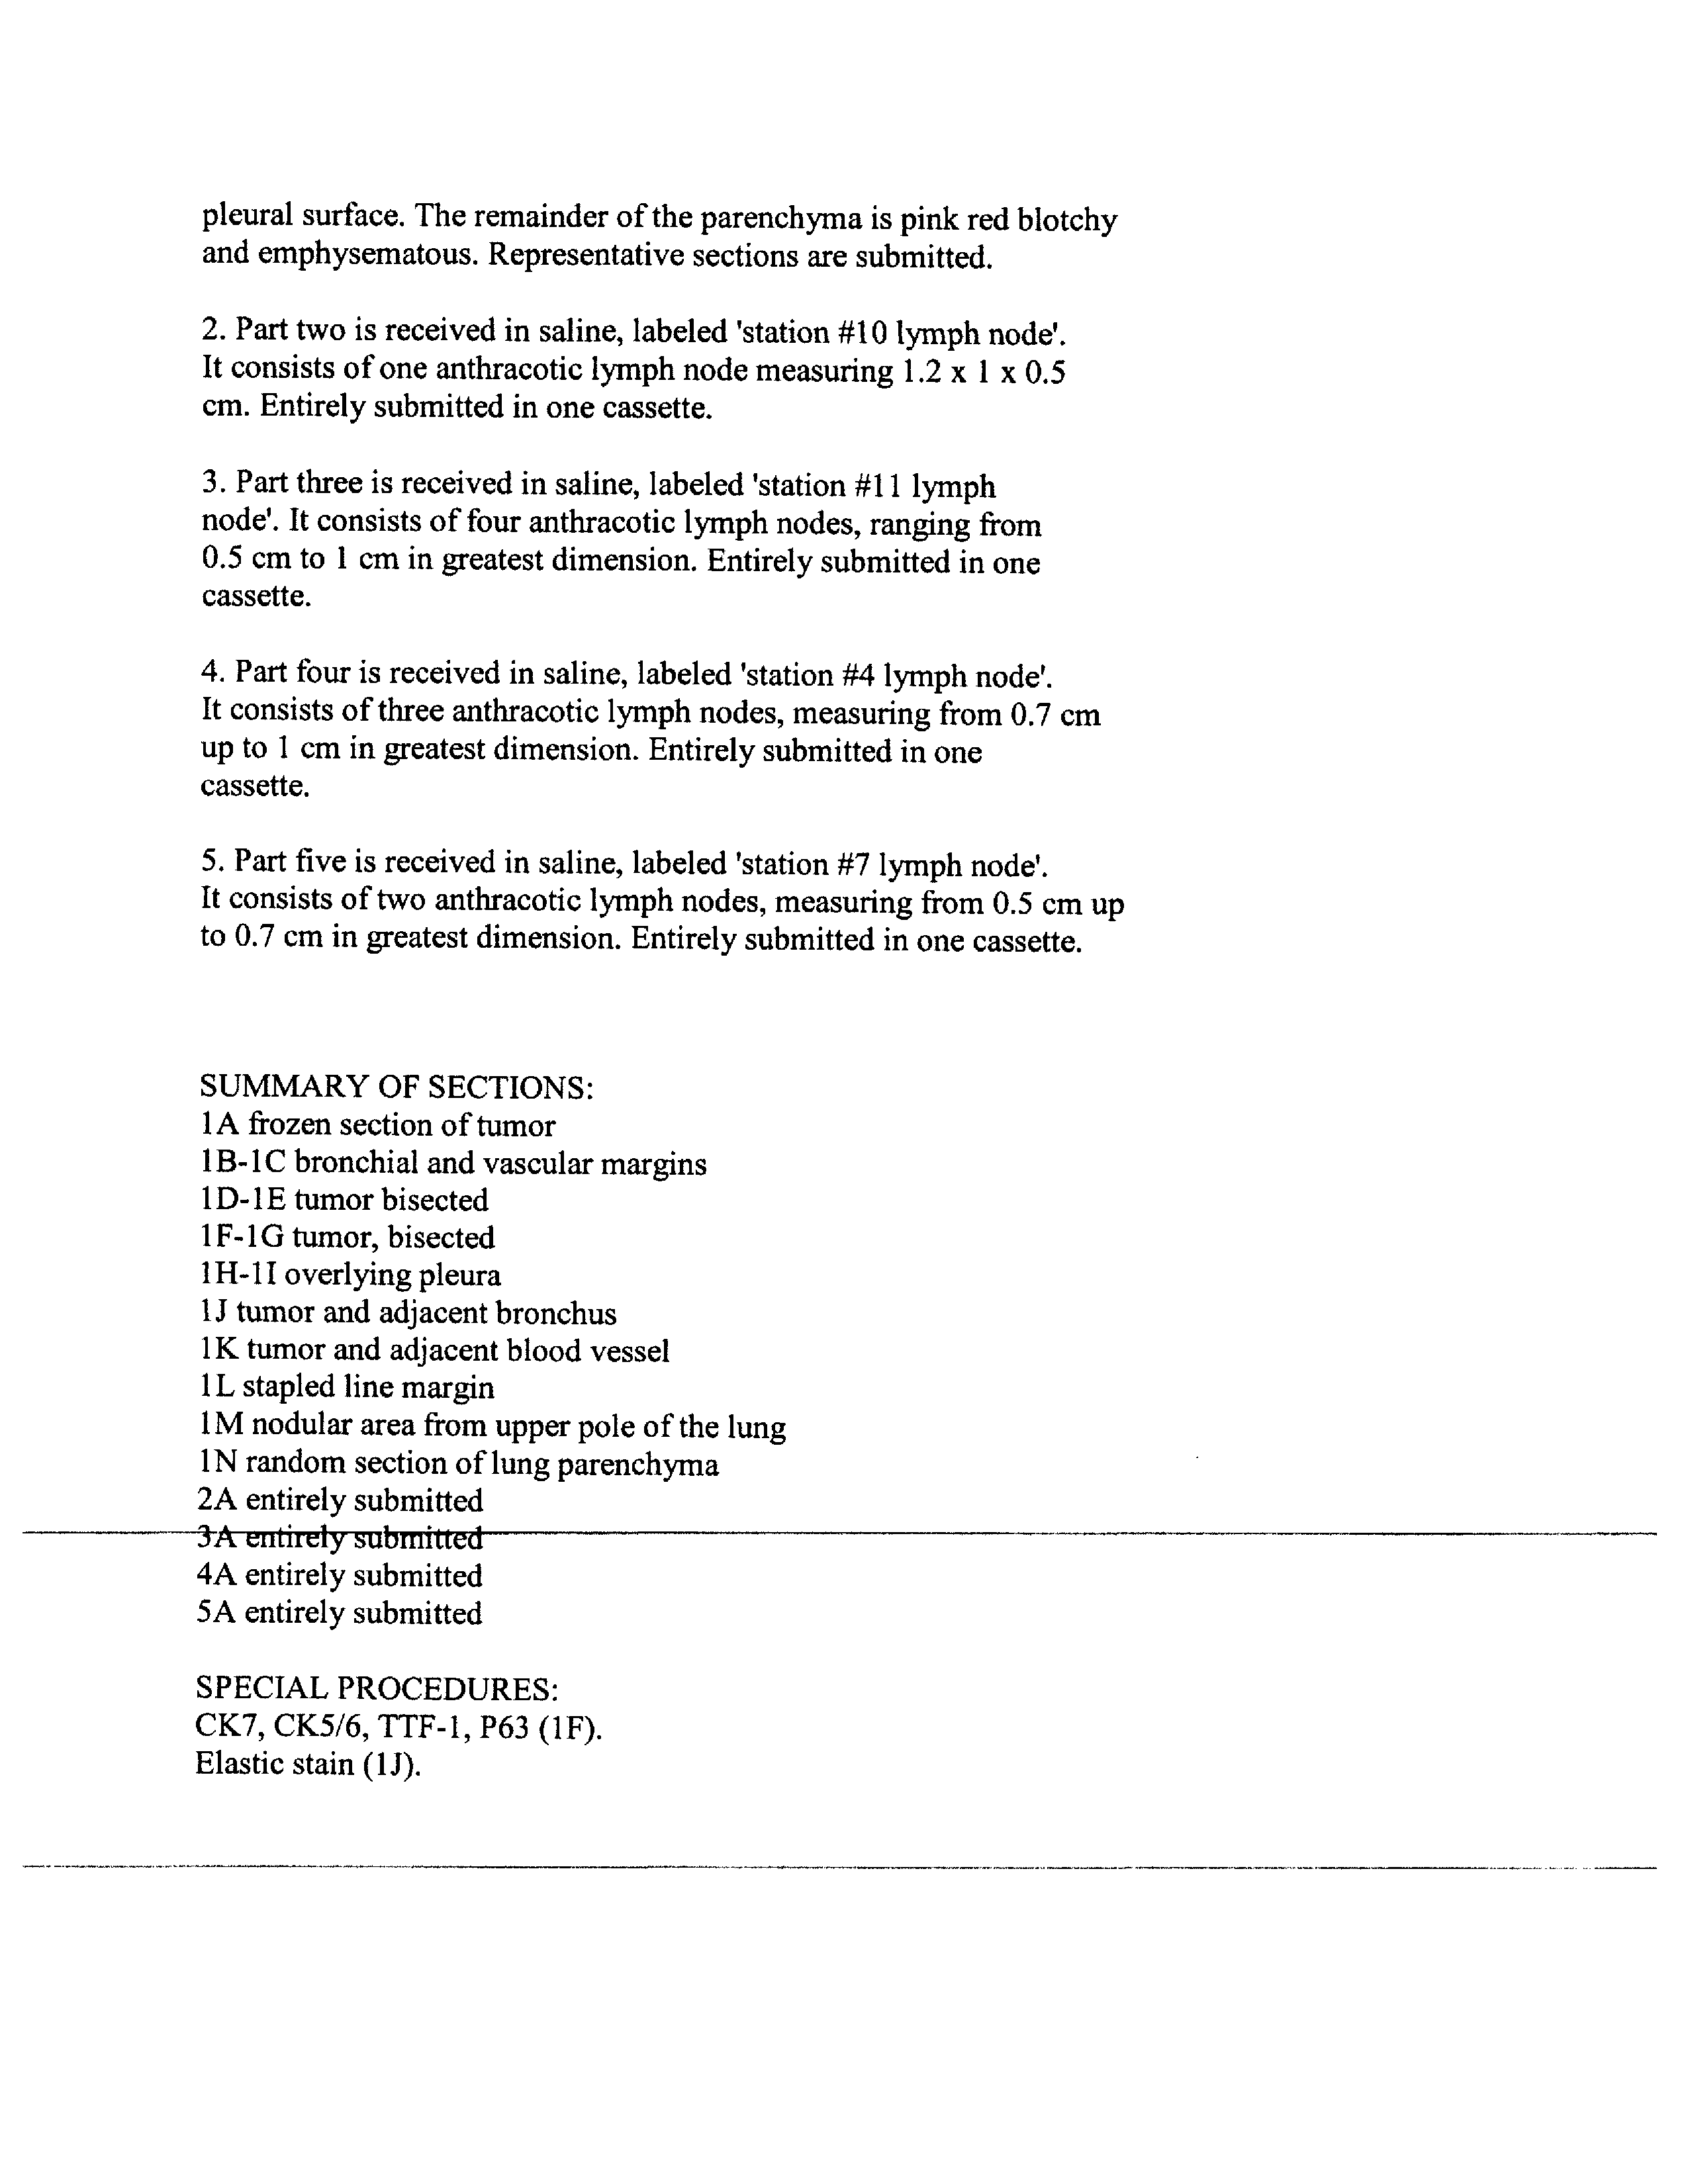 pleural surface. The remainder of the parenchyma is pink red blotchy
and emphysematous. Representative sections are submitted.
2. Part two is received in saline, labeled 'station #10 lymph node'.
It consists of one anthracotic lymph node measuring 1.2 x 1 x 0.5
cm. Entirely submitted in one cassette.
3. Part three is received in saline, labeled 'station #11 lymph
node'. It consists of four anthracotic lymph nodes, ranging from
0.5 cm to 1 cm in greatest dimension. Entirely submitted in one
cassette.
4. Part four is received in saline, labeled 'station #4 lymph node'.
It consists of three anthracotic lymph nodes, measuring from 0.7 cm
up to 1 cm in greatest dimension. Entirely submitted in one
cassette.
5. Part five is received in saline, labeled 'station #7 lymph node'.
It consists of two anthracotic lymph nodes, measuring from 0.5 cm up
to 0.7 cm in greatest dimension. Entirely submitted in one cassette.
SUMMARY OF SECTIONS:
1A frozen section of tumor
1B-1C bronchial and vascular margins
1D-1E tumor bisected
1F-1G tumor, bisected
1H-1I overlying pleura
1J tumor and adjacent bronchus
1K tumor and adjacent blood vessel
1L stapled line margin
1M nodular area from upper pole of the lung
1N random section of lung parenchyma
2A entirely submitted
3A entirely submitted
4A entirely submitted
5A entirely submitted
SPECIAL PROCEDURES:
CK7, CK5/6, TTF-1, P63 (1F).
Elastic stain (1J).